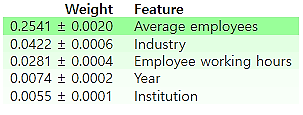 Weight Feature
0.2541 ± 0.0020 Average employees
0.0422 ± 0.0006 Industry
0.0281 ± 0.0004 Employee working hours
0.0074 ± 0.0002 Year
0.0055 ± 0.0001 Institution